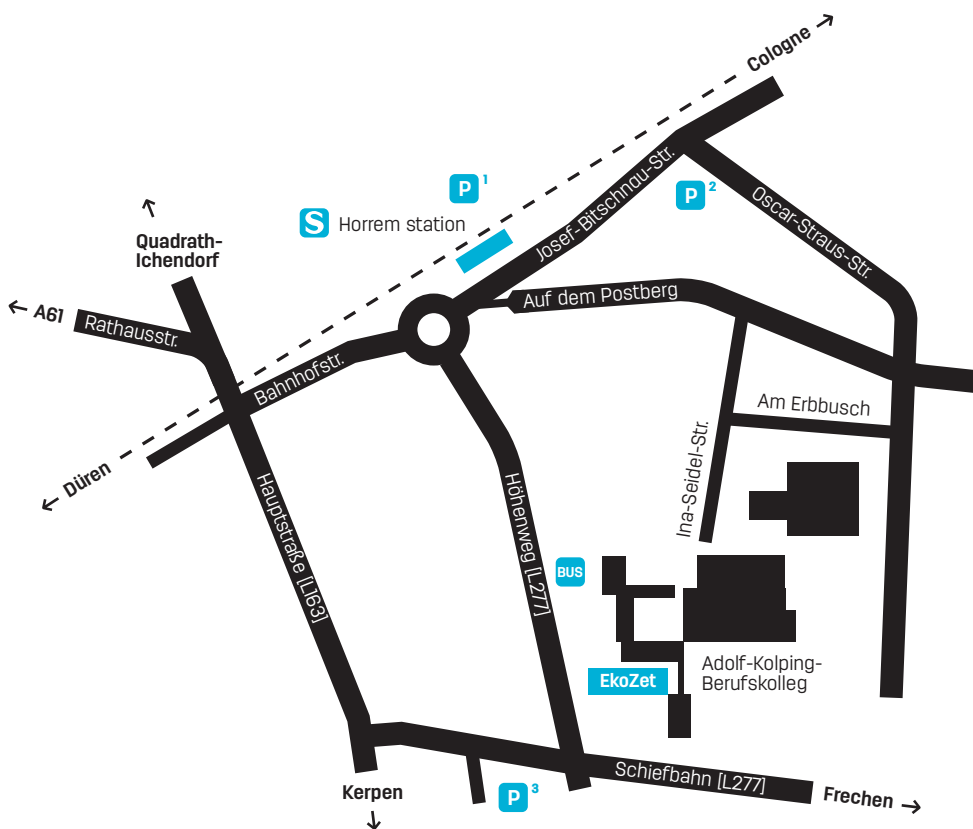 Cologne
P 1
P 2
S Horrem station
Josef-Bitschnau-Str.
Oscar-Straus-Str.
Quadrath-
Ichendorf
A61
Rathausstr.
Auf dem Postberg
Bahnhofstr.
Am Erbbusch
Ina-Seidel-Str.
Düren
Hauptstraße [L163]
Höhenweg [L277]
BUS
EkoZet
Adolf-Kolping-
Berufskolleg
Schiefbahn [L277]
Kerpen
P 3
Frechen